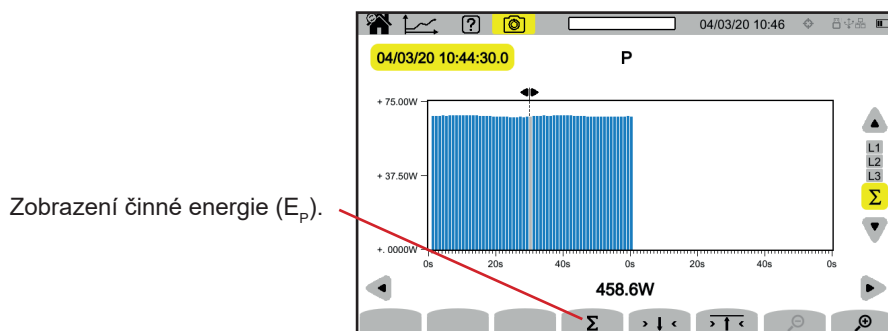 ? 04/03/20 10:46
04/03/20 10:44:30.0 P
+ 75.00W
+ 37.50W
+. 0000W
0s 20s 40s 0s 20s 40s 0s
458.6W
L1
L2
L3
Σ
Σ
Zobrazení činné energie (EP).